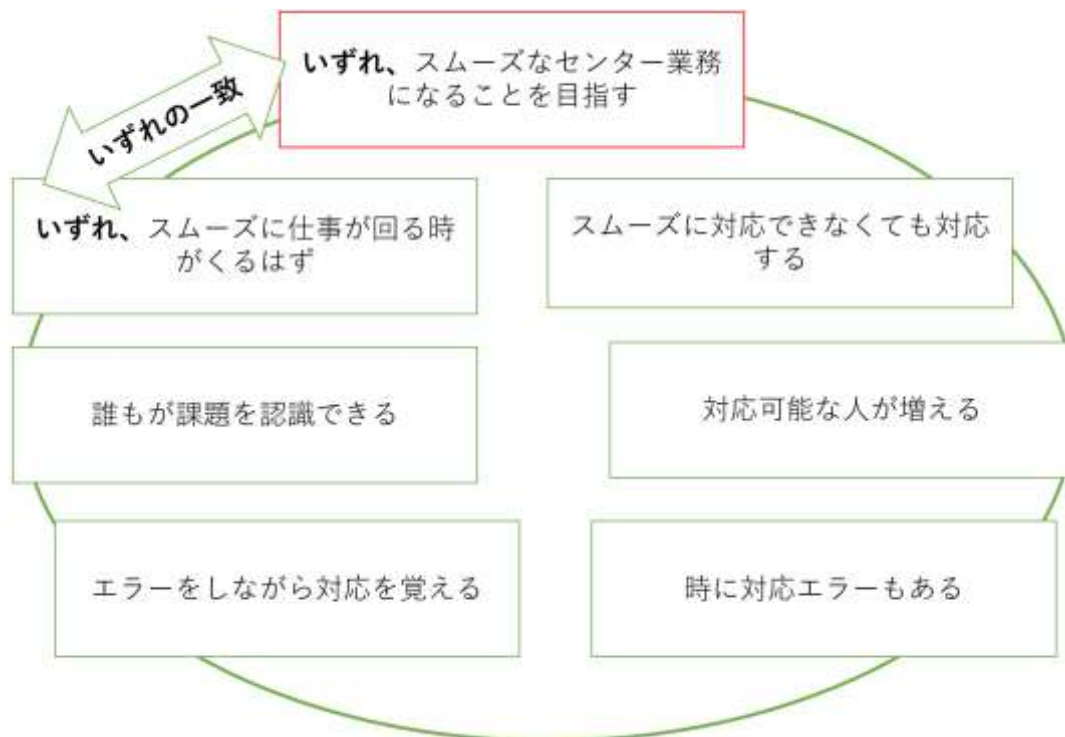 いずれ、スムーズなセンター業務
になることを目指す
いずれの一致
いずれ、スムーズに仕事が回る時
がくるはず
スムーズに対応できなくても対応
する
誰もが課題を認識できる
対応可能な人が増える
エラーをしながら対応を覚える
時に対応エラーもある